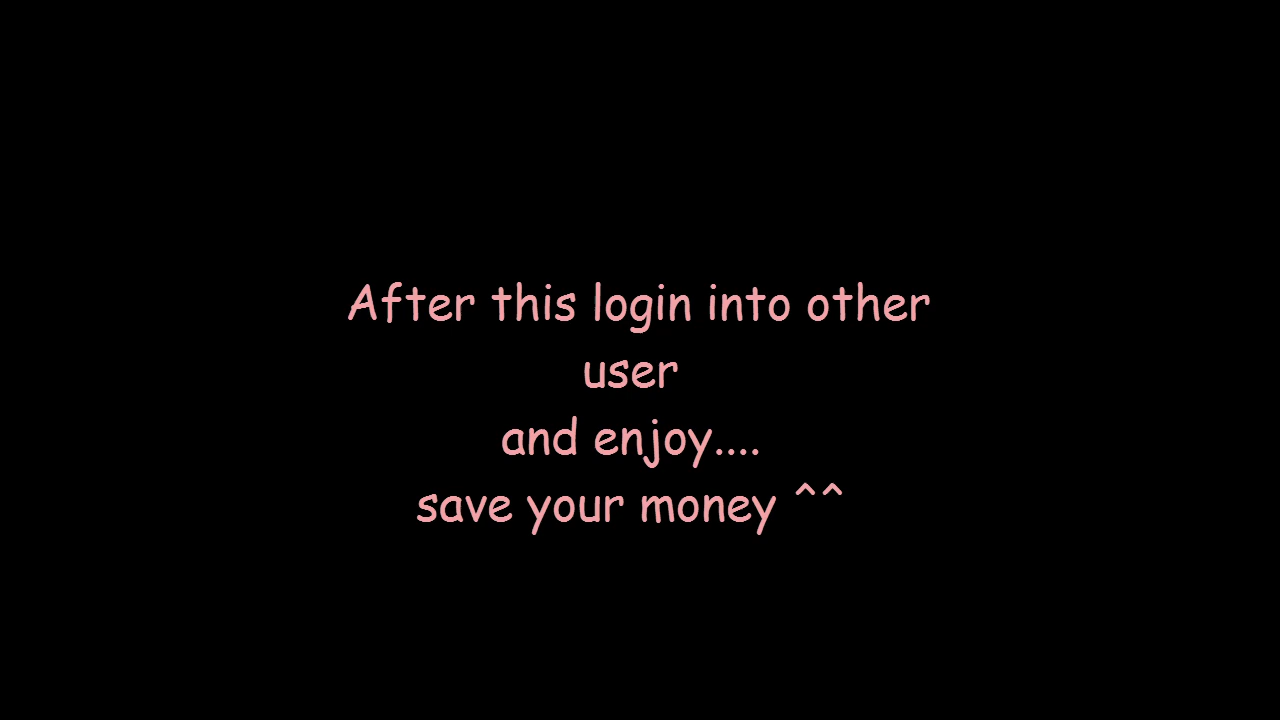 After this login into other
user
and enjoy....
save your money ^^